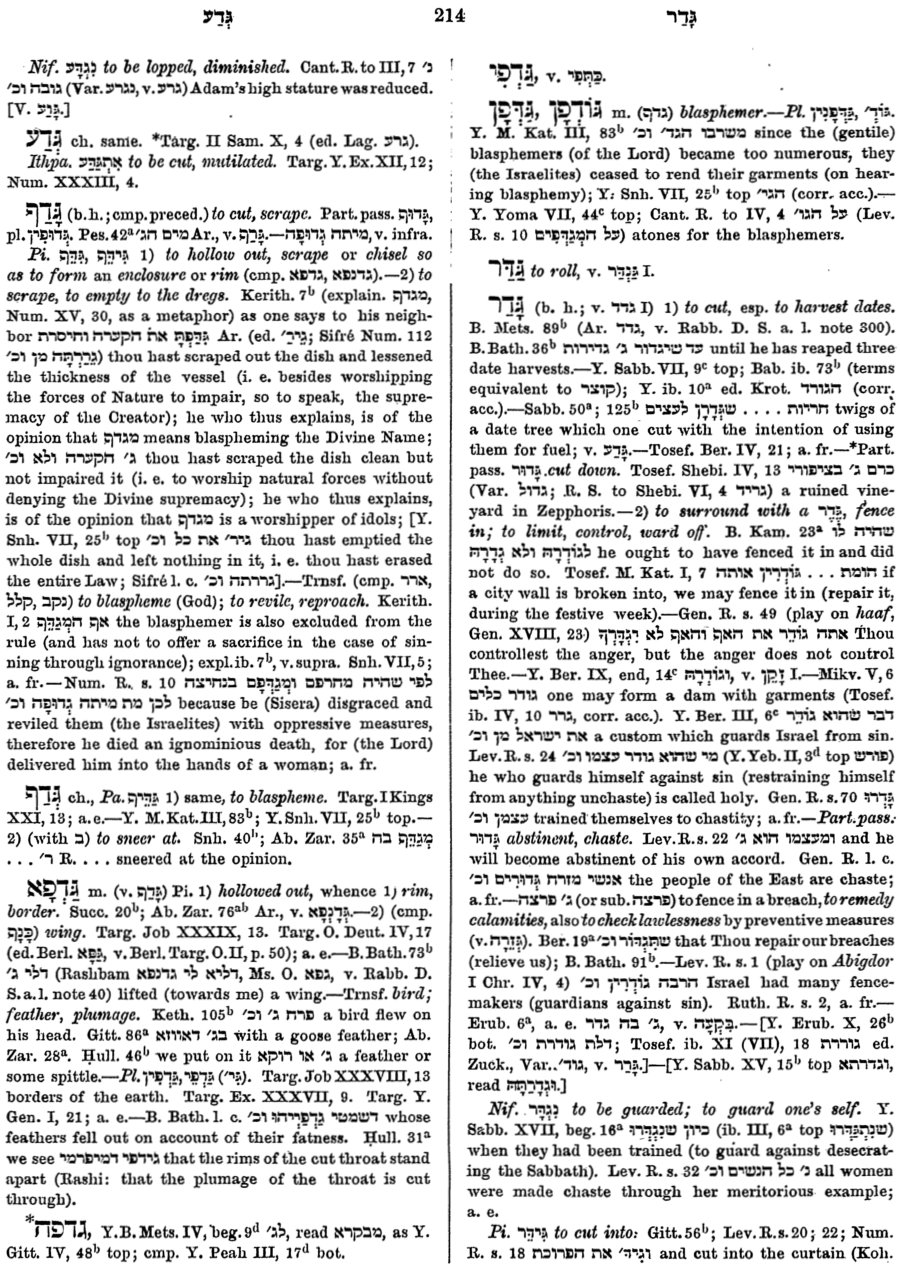 גְּדַע 214 גָּדַר
Nif. נִגְדָּע to be lopped, diminished. Cant. R. to III, 7 נ׳
גובה וכ׳ (Var. נגרע, v. גרע) Adam's high stature was reduced.
[V. גָּוַע.]
גְּדַע ch. same. *Targ. II Sam. X, 4 (ed. Lag. גרע).
Ithpa. אִתְגַּדַּע to be cut, mutilated. Targ. Y. Ex. XII, 12;
Num. XXXIII, 4.
גָּדַף (b. h.; cmp. preced.) to cut, scrape. Part. pass. גָּדוּף,
pl. גְּדוּפִין. Pes. 42ᵃ מים הג׳ Ar., v. גָּרַף.—מיתה גְדוּפָה, v. infra.
Pi. גִּידֵּף, גִּדֵּף 1) to hollow out, scrape or chisel so
as to form an enclosure or rim (cmp. גדנפא, גדפא).—2) to
scrape, to empty to the dregs. Kerith. 7ᵇ (explain. מגדף,
Num. XV, 30, as a metaphor) as one says to his neigh-
bor גִּדַּפְתָּ את הקערה וחיסרת Ar. (ed. גֵּירַ׳; Sifré Num. 112
גֵּרַרְתָּה מן וכ׳) thou hast scraped out the dish and lessened
the thickness of the vessel (i. e. besides worshipping
the forces of Nature to impair, so to speak, the supre-
macy of the Creator); he who thus explains, is of the
opinion that מגדף means blaspheming the Divine Name;
ג׳ הקערה ולא וכ׳ thou hast scraped the dish clean but
not impaired it (i. e. to worship natural forces without
denying the Divine supremacy); he who thus explains,
is of the opinion that מגדף is a worshipper of idols; [Y.
Snh. VII, 25ᵇ top גיר׳ את כל וכ׳ thou hast emptied the
whole dish and left nothing in it, i. e. thou hast erased
the entire Law; Sifré l. c. גררתה וכ׳].—Trnsf. (cmp. ארר,
נקב, קלל) to blaspheme (God); to revile, reproach. Kerith.
I, 2 אף המְגַדֵּף the blasphemer is also excluded from the
rule (and has not to offer a sacrifice in the case of sin-
ning through ignorance); expl. ib. 7ᵇ, v. supra. Snh. VII, 5;
a. fr.—Num. R. s. 10 לפי שהיה מחרפם ומְגַדְּפָם בנחיצה
לכן מת מיתה גְדוּפָה וכ׳ because be (Sisera) disgraced and
reviled them (the Israelites) with oppressive measures,
therefore he died an ignominious death, for (the Lord)
delivered him into the hands of a woman; a. fr.
גְּדַף ch., Pa. גַּדֵּיף 1) same, to blaspheme. Targ. I Kings
XXI, 13; a. e.—Y. M. Kat. III, 83ᵇ; Y. Snh. VII, 25ᵇ top.—
2) (with ב) to sneer at. Snh. 40ᵇ; Ab. Zar. 35ᵃ מְגַדֵּף בה
ר׳ . . . R. . . . sneered at the opinion.
גַּדְפָא m. (v. גָּדַף) Pi. 1) hollowed out, whence 1) rim,
border. Succ. 20ᵇ; Ab. Zar. 76ᵃᵇ Ar., v. גְּדָנְפָא.—2) (cmp.
כָּנָף) wing. Targ. Job XXXIX, 13. Targ. O. Deut. IV, 17
(ed. Berl. גַּפָּא, v. Berl. Targ. O. II, p. 50); a. e.—B. Bath. 73ᵇ
דלי ג׳ (Rashbam דליא לי גדנפא, Ms. O. גפא, v. Rabb. D.
S. a. l. note 40) lifted (towards me) a wing.—Trnsf. bird;
feather, plumage. Keth. 105ᵇ פרח ג׳ וכ׳ a bird flew on
his head. Gitt. 86ᵃ בג׳ דאווזא with a goose feather; Ab.
Zar. 28ᵃ. Ḥull. 46ᵇ we put on it ג׳ או רוקא a feather or
some spittle.—Pl. גַּדְפֵי, גַּדְפִין (גִּי׳). Targ. Job XXXVIII, 13
borders of the earth. Targ. Ex. XXXVII, 9. Targ. Y.
Gen. I, 21; a. e.—B. Bath. l. c. דשמטי גַּדְפַיְיהוּ וכ׳ whose
feathers fell out on account of their fatness. Ḥull. 31ᵃ
we see גידפי דמיפרמי that the rims of the cut throat stand
apart (Rashi: that the plumage of the throat is cut
through).
*גדפה, Y. B. Mets. IV, beg. 9ᵈ לג׳, read מבקרא, as Y.
Gitt. IV, 48ᵇ top; cmp. Y. Peah III, 17ᵈ bot.
גַּדְפִי, v. כַּתְפִי.
גַּדְּפָן, גּוֹדְפָן m. (גדף) blasphemer.—Pl. גַּדְּפָנִין, גּוֹדְ׳.
Y. M. Kat. III, 83ᵇ משרבו הגד׳ וכ׳ since the (gentile)
blasphemers (of the Lord) became too numerous, they
(the Israelites) ceased to rend their garments (on hear-
ing blasphemy); Y. Snh. VII, 25ᵇ top הגי׳ (corr. acc.).—
Y. Yoma VII, 44ᶜ top; Cant. R. to IV, 4 על הגו׳ (Lev.
R. s. 10 על המְגַדְּפִים) atones for the blasphemers.
גַּדֵּר to roll, v. גַּנְדֵּר I.
גָּדַר (b. h.; v. גדד I) 1) to cut, esp. to harvest dates.
B. Mets. 89ᵇ (Ar. גדד, v. Rabb. D. S. a. l. note 300).
B. Bath. 36ᵇ עד שיגדור ג׳ גדירות until he has reaped three
date harvests.—Y. Sabb. VII, 9ᶜ top; Bab. ib. 73ᵇ (terms
equivalent to קוצר); Y. ib. 10ᵃ ed. Krot. הגורד (corr.
acc.).—Sabb. 50ᵃ; 125ᵇ חריות . . . . שגְּדָרָן לעצים twigs of
a date tree which one cut with the intention of using
them for fuel; v. גָּדַע.—Tosef. Ber. IV, 21; a. fr.—*Part.
pass. גָּדוּר cut down. Tosef. Shebi. IV, 13 כרם ג׳ בציפורי
(Var. גדול; R. S. to Shebi. VI, 4 גריד) a ruined vine-
yard in Zepphoris.—2) to surround with a גָּדֵר, fence
in; to limit, control, ward off. B. Kam. 23ᵃ שהיה לו
לגודְרָהּ ולא גְדָרָהּ he ought to have fenced it in and did
not do so. Tosef. M. Kat. I, 7 חומת . . . גּוֹדְרִין אותה if
a city wall is broken into, we may fence it in (repair it,
during the festive week).—Gen. R. s. 49 (play on haaf,
Gen. XVIII, 23) אתה גוֹדֵר את האף והאף לא יִגְדָּרְךָ Thou
controllest the anger, but the anger does not control
Thee.—Y. Ber. IX, end, 14ᶜ וגוֹדְרָהּ, v. זָקֵן I.—Mikv. V, 6
גודר כלים one may form a dam with garments (Tosef.
ib. IV, 10 גרר, corr. acc.). Y. Ber. III, 6ᶜ דבר שהוא גוֹדֵר
את ישראל מן וכ׳ a custom which guards Israel from sin.
Lev. R. s. 24 מי שהוא גודר עצמו וכ׳ (Y. Yeb. II, 3ᵈ top פורש)
he who guards himself against sin (restraining himself
from anything unchaste) is called holy. Gen. R. s. 70 גָּדְרוּ
עצמן וכ׳ trained themselves to chastity; a. fr.—Part. pass.
גָּדוּר abstinent, chaste. Lev. R. s. 22 ומעצמו הוא ג׳ and he
will become abstinent of his own accord. Gen. R. l. c.
אנשי מזרח גְּדוּרִים וכ׳ the people of the East are chaste;
a. fr.—ג׳ פרצה (or sub. פרצה) to fence in a breach, to remedy
calamities, also to check lawlessness by preventive measures
(v. גְּזֵרָה). Ber. 19ᵃ שתִּגְדּוֹר וכ׳ that Thou repair our breaches
(relieve us); B. Bath. 91ᵇ.—Lev. R. s. 1 (play on Abigdor
I Chr. IV, 4) הרבה גוֹדְרִין וכ׳ Israel had many fence-
makers (guardians against sin). Ruth. R. s. 2, a. fr.—
Erub. 6ᵃ, a. e. ג׳ בה גדר, v. בִּקְעָה.—[Y. Erub. X, 26ᵇ
bot. דלת גודרת וכ׳; Tosef. ib. XI (VII), 18 גוררת ed.
Zuck., Var. גוד׳, v. גָּרַר.]—[Y. Sabb. XV, 15ᵇ top וגדרתא,
read וּגְדָרַתָּה.]
Nif. נִגְדָּר to be guarded; to guard one's self. Y.
Sabb. XVII, beg. 16ᵃ כיון שנִגְדְּרוּ (ib. III, 6ᵃ top שנִתְגַּדְּרוּ)
when they had been trained (to guard against desecrat-
ing the Sabbath). Lev. R. s. 32 נ׳ כל הנשים וכ׳ all women
were made chaste through her meritorious example;
a. e.
Pi. גִּידֵּר to cut into: Gitt. 56ᵇ; Lev. R. s. 20; 22; Num.
R. s. 18 וגִיד׳ את הפרוכת and cut into the curtain (Koh.